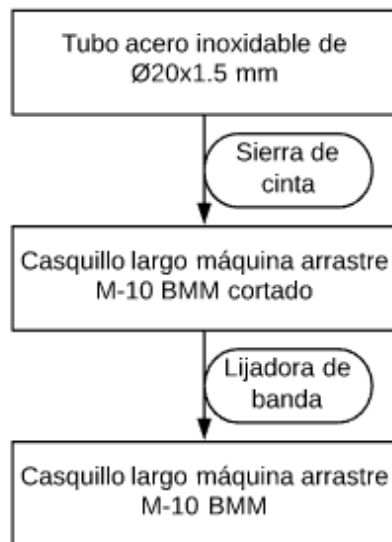 Tubo acero inoxidable de
Ø20x1.5 mm
Sierra de
cinta
Casquillo largo máquina arrastre
M-10 BMM cortado
Lijadora de
banda
Casquillo largo máquina arrastre
M-10 BMM